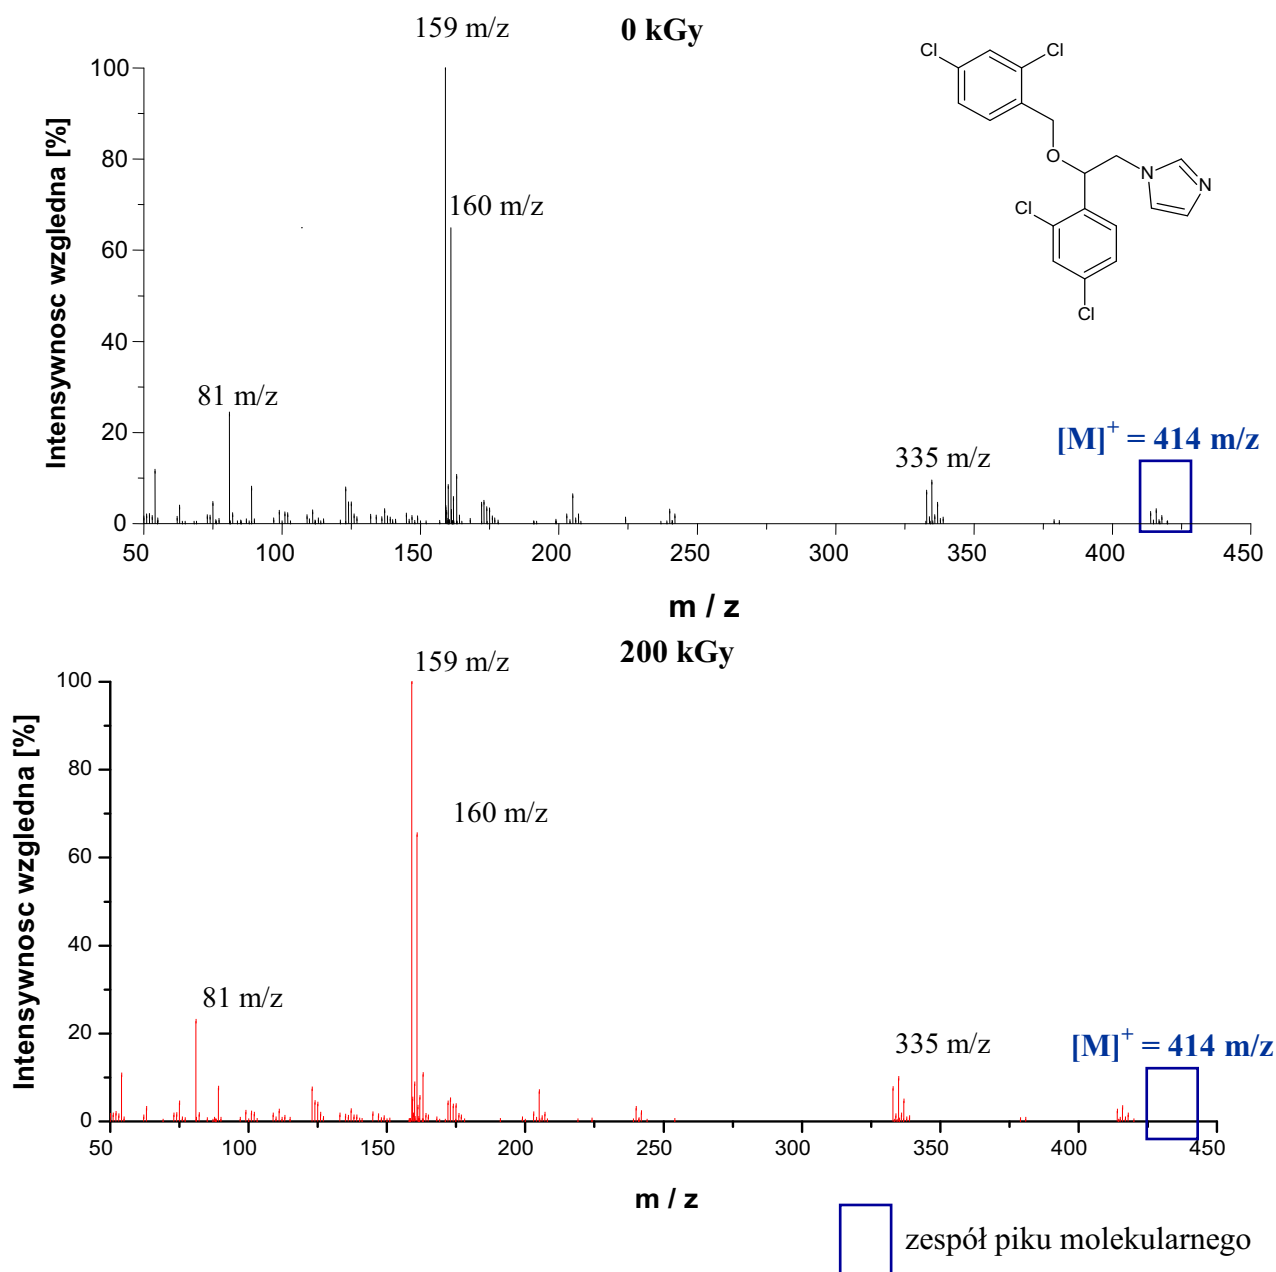 159 m/z
0 kGy
Intensywnosc wzgledna [%]
100
80
60
40
20
0
160 m/z
81 m/z
335 m/z
[M]+ = 414 m/z
Cl
Cl
O
N
N
Cl
Cl
50
100
150
200
250
300
350
400
450
m / z
200 kGy
159 m/z
Intensywnosc wzgledna [%]
100
80
60
40
20
0
160 m/z
81 m/z
335 m/z
[M]+ = 414 m/z
50
100
150
200
250
300
350
400
450
m / z
zespół piku molekularnego